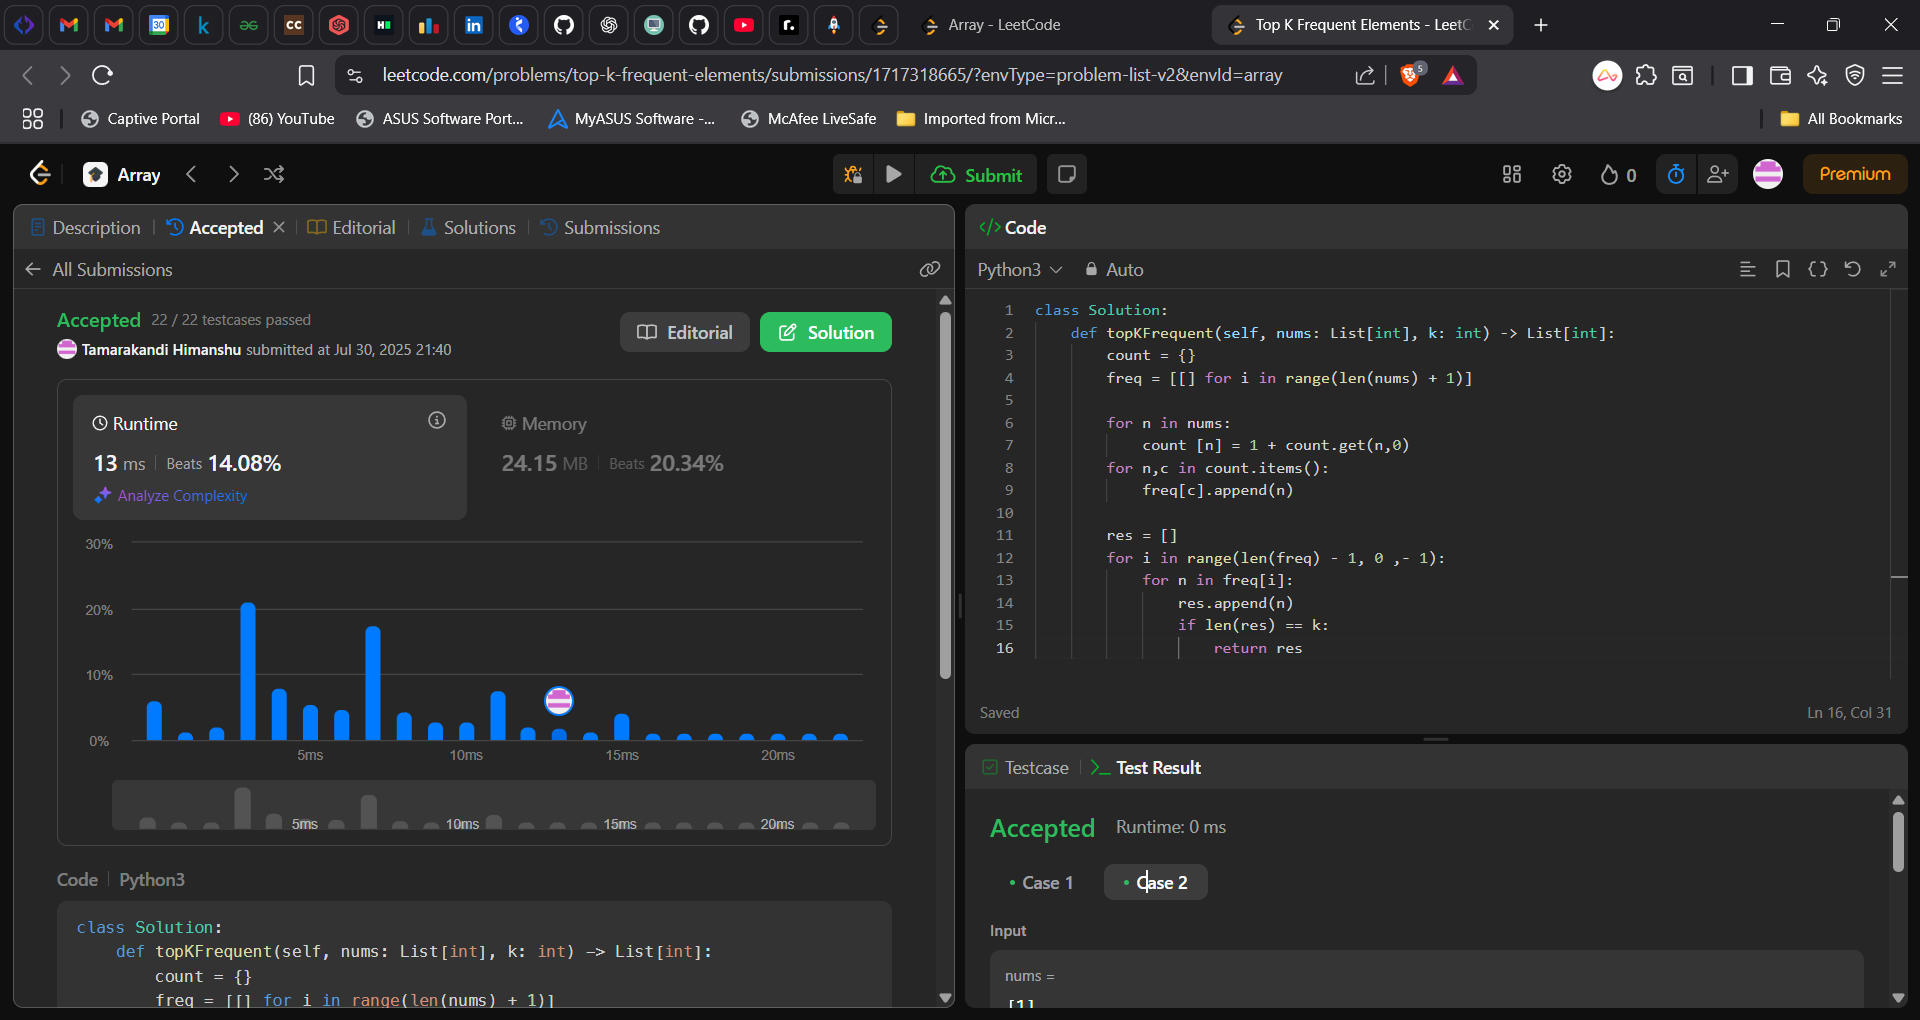 30
CC
Array - LeetCode
Top K Frequent Elements - LeetC
leetcode.com/problems/top-k-frequent-elements/submissions/1717318665/?envType=problem-list-v2&envId=array
5
Captive Portal
(86) YouTube
ASUS Software Port...
MyASUS Software -...
McAfee LiveSafe
Imported from Micr...
All Bookmarks
Array
Submit
0
Premium
Description
Accepted
Editorial
Solutions
Submissions
All Submissions
Accepted 22 / 22 testcases passed
Tamarakandi Himanshu submitted at Jul 30, 2025 21:40
Editorial
Solution
Runtime
13 ms Beats 14.08%
Analyze Complexity
Memory
24.15 MB Beats 20.34%
30%
20%
10%
0%
5ms 10ms 15ms 20ms
5ms 10ms 15ms 20ms
Code Python3
class Solution:
def topKFrequent(self, nums: List[int], k: int) -> List[int]:
count = {}
freq = [[] for i in range(len(nums) + 1)]
</> Code
Python3 Auto
1 class Solution:
2 def topKFrequent(self, nums: List[int], k: int) -> List[int]:
3 count = {}
4 freq = [[] for i in range(len(nums) + 1)]
5
6 for n in nums:
7 count [n] = 1 + count.get(n,0)
8 for n,c in count.items():
9 freq[c].append(n)
10
11 res = []
12 for i in range(len(freq) - 1, 0 ,- 1):
13 for n in freq[i]:
14 res.append(n)
15 if len(res) == k:
16 return res
Saved
Ln 16, Col 31
Testcase
Test Result
Accepted Runtime: 0 ms
Case 1
Case 2
Input
nums =
[1]